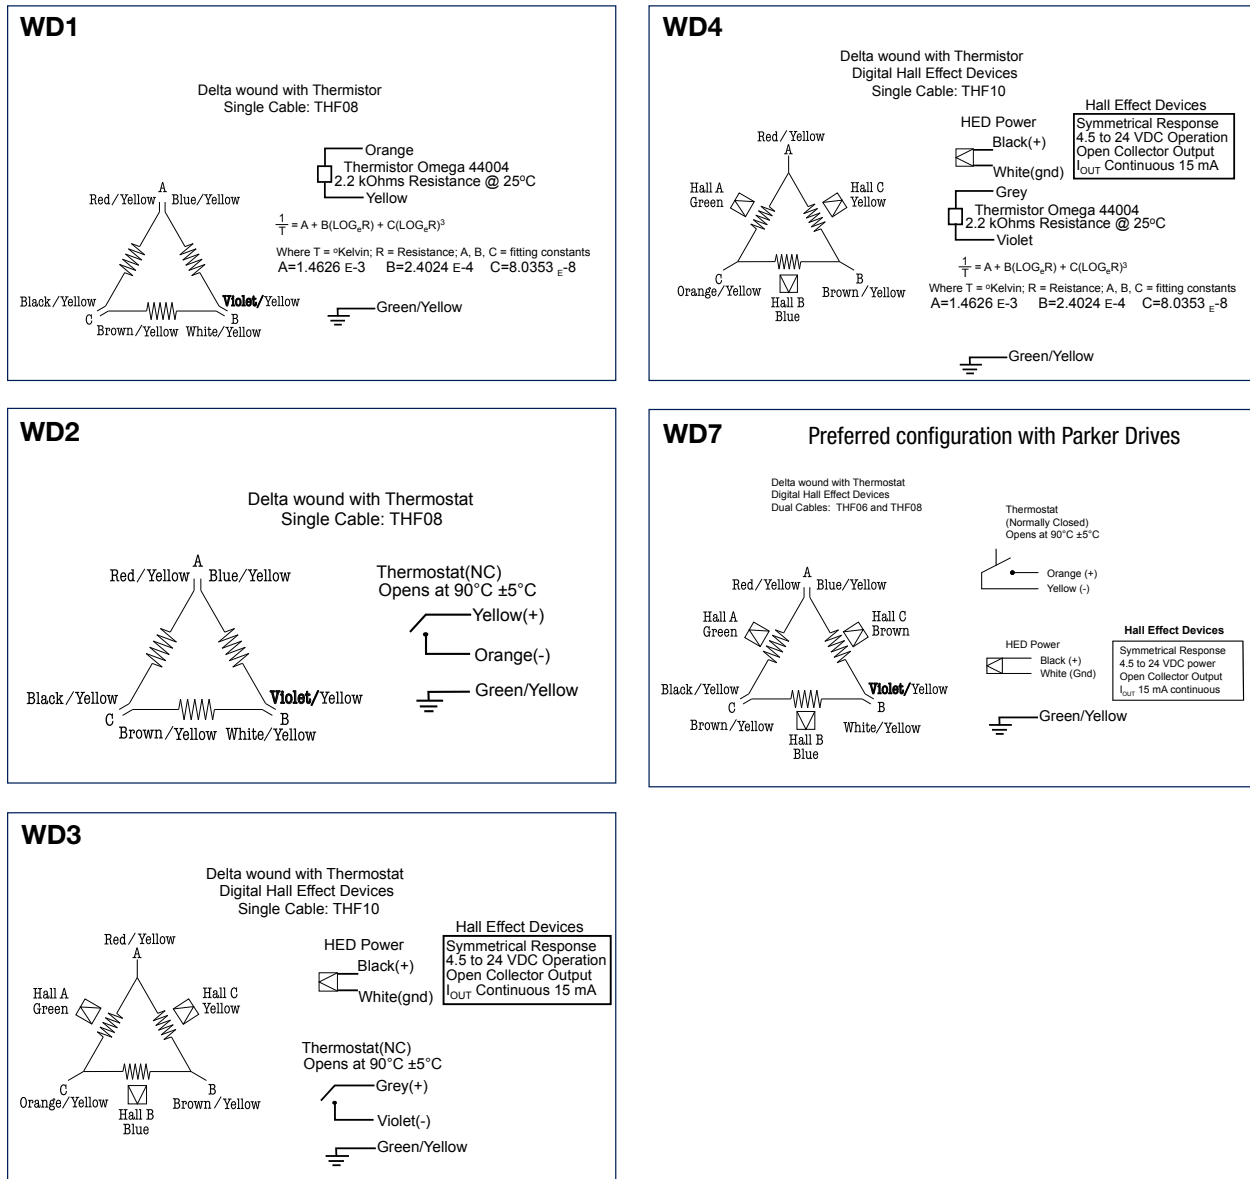 WD1
Delta wound with Thermistor
Single Cable: THF08
Orange
Thermistor Omega 44004
2.2 kOhms Resistance @ 25ºC
Yellow
A
Red/Yellow Blue/Yellow
1/T = A + B(LOGeR) + C(LOGeR)³
Where T = ºKelvin; R = Resistance; A, B, C = fitting constants
A=1.4626 E-3 B=2.4024 E-4 C=8.0353 E-8
Black/Yellow Violet/Yellow
C B
Brown/Yellow White/Yellow
Green/Yellow
WD4
Delta wound with Thermistor
Digital Hall Effect Devices
Single Cable: THF10
Hall Effect Devices
Symmetrical Response
4.5 to 24 VDC Operation
Open Collector Output
IOUT Continuous 15 mA
HED Power
Black(+)
White(gnd)
Red/Yellow
A
Hall A
Green
Hall C
Yellow
Grey
Thermistor Omega 44004
2.2 kOhms Resistance @ 25ºC
Violet
C B
Orange/Yellow Brown/Yellow
Hall B
Blue
1/T = A + B(LOGeR) + C(LOGeR)³
Where T = ºKelvin; R = Reistance; A, B, C = fitting constants
A=1.4626 E-3 B=2.4024 E-4 C=8.0353 E-8
Green/Yellow
WD2
Delta wound with Thermostat
Single Cable: THF08
A
Red/Yellow Blue/Yellow
Thermostat(NC)
Opens at 90°C ±5°C
Yellow(+)
Orange(-)
Green/Yellow
Black/Yellow Violet/Yellow
C B
Brown/Yellow White/Yellow
WD7 Preferred configuration with Parker Drives
Delta wound with Thermostat
Digital Hall Effect Devices
Dual Cables: THF06 and THF08
Thermostat
(Normally Closed)
Opens at 90°C ±5°C
Orange (+)
Yellow (-)
A
Red/Yellow Blue/Yellow
Hall A
Green
Hall C
Brown
Hall Effect Devices
Symmetrical Response
4.5 to 24 VDC power
Open Collector Output
IOUT 15 mA continuous
HED Power
Black (+)
White (Gnd)
Black/Yellow Violet/Yellow
C B
Brown/Yellow White/Yellow
Hall B
Blue
Green/Yellow
WD3
Delta wound with Thermostat
Digital Hall Effect Devices
Single Cable: THF10
Hall Effect Devices
Symmetrical Response
4.5 to 24 VDC Operation
Open Collector Output
IOUT Continuous 15 mA
HED Power
Black(+)
White(gnd)
Red/Yellow
A
Hall A
Green
Hall C
Yellow
Thermostat(NC)
Opens at 90°C ±5°C
Grey(+)
Violet(-)
Green/Yellow
C B
Orange/Yellow Brown/Yellow
Hall B
Blue